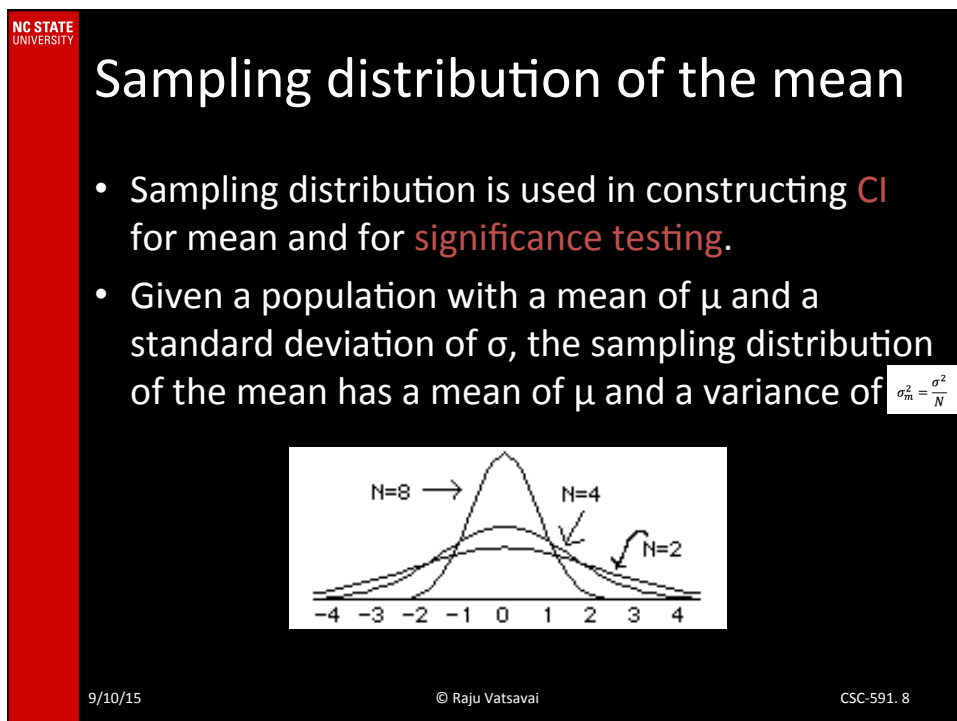 NC STATE
UNIVERSITY
Sampling distribution of the mean
• Sampling distribution is used in constructing CI
for mean and for significance testing.
• Given a population with a mean of μ and a
standard deviation of σ, the sampling distribution
of the mean has a mean of μ and a variance of σ²ₘ = σ²/N
N=8
N=4
N=2
-4 -3 -2 -1 0 1 2 3 4
9/10/15 © Raju Vatsavai CSC-591. 8